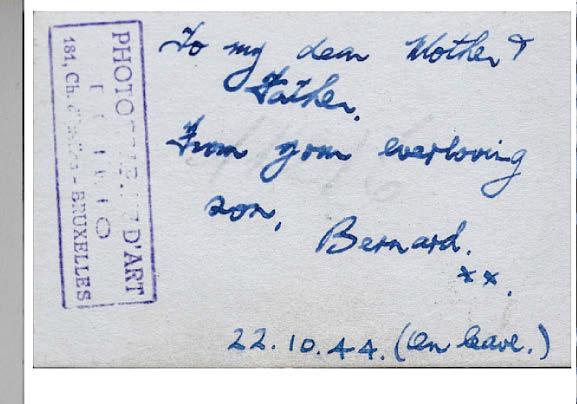 To my dear Mother &
Father.
From your everloving
son,
Bernard.
xx.
22.10.44. (On leave.)
PHOTO D'ART
181, Ch. - BRUXELLES